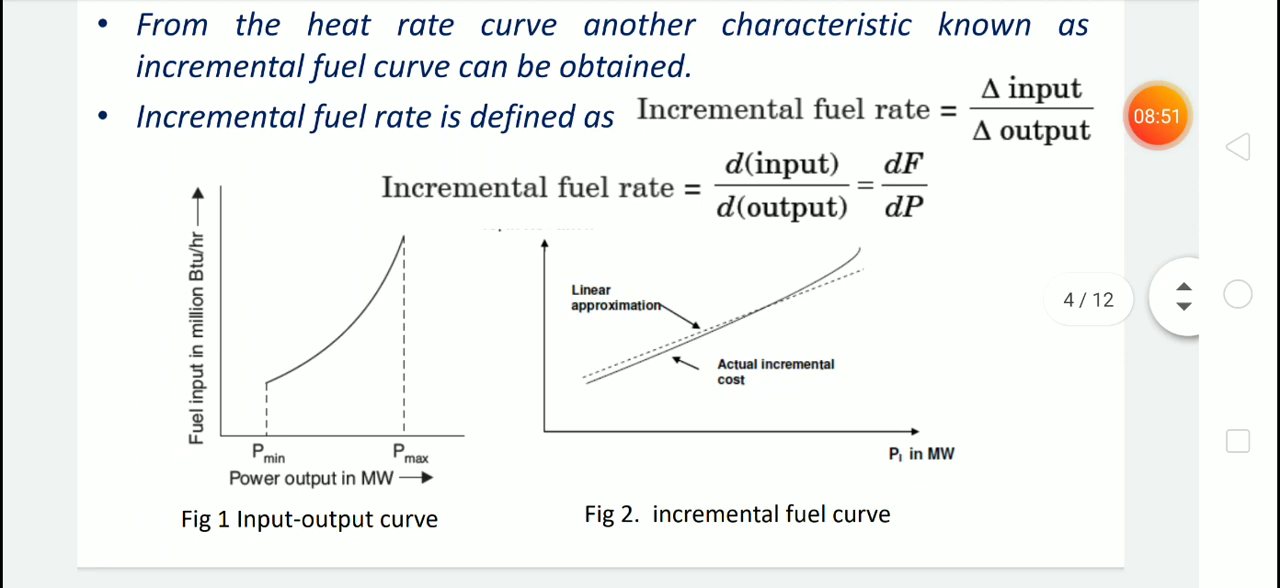 • From the heat rate curve another characteristic known as
incremental fuel curve can be obtained.
• Incremental fuel rate is defined as Incremental fuel rate = Δ input / Δ output
08:51
Incremental fuel rate = d(input) / d(output) = dF / dP
Fuel input in million Btu/hr
Pmin
Pmax
Power output in MW
Fig 1 Input-output curve
Linear
approximation
Actual incremental
cost
P, in MW
Fig 2. incremental fuel curve
4 / 12